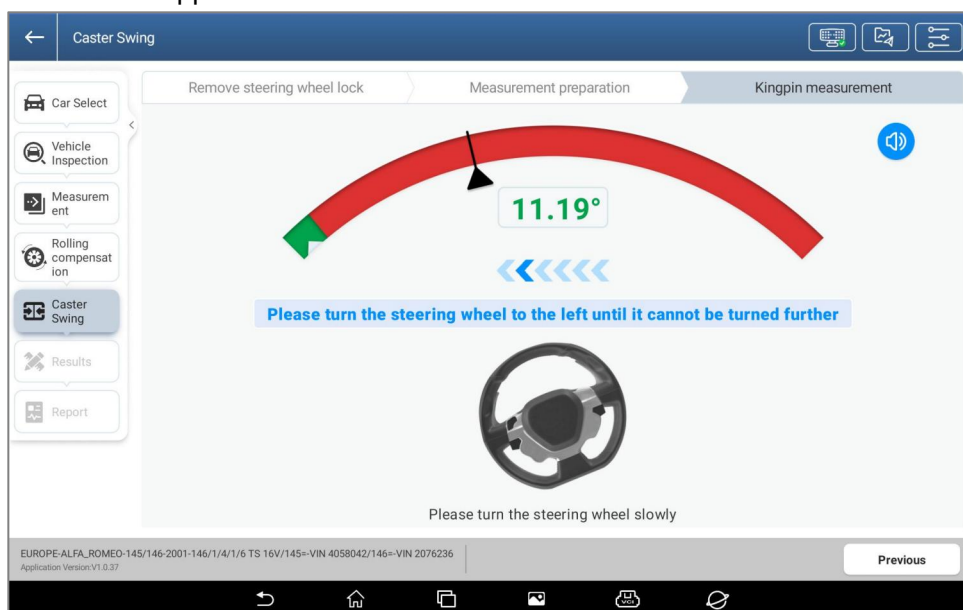 Caster Swing
Remove steering wheel lock
Measurement preparation
Kingpin measurement
Car Select
Vehicle
Inspection
Measurem
ent
Rolling
compensat
ion
Caster
Swing
Results
Report
11.19°
Please turn the steering wheel to the left until it cannot be turned further
Please turn the steering wheel slowly
EUROPE-ALFA_ROMEO-145/146-2001-146/1/4/1/6 TS 16V/145=-VIN 4058042/146=-VIN 2076236
Application Version:V1.0.37
Previous
VCI